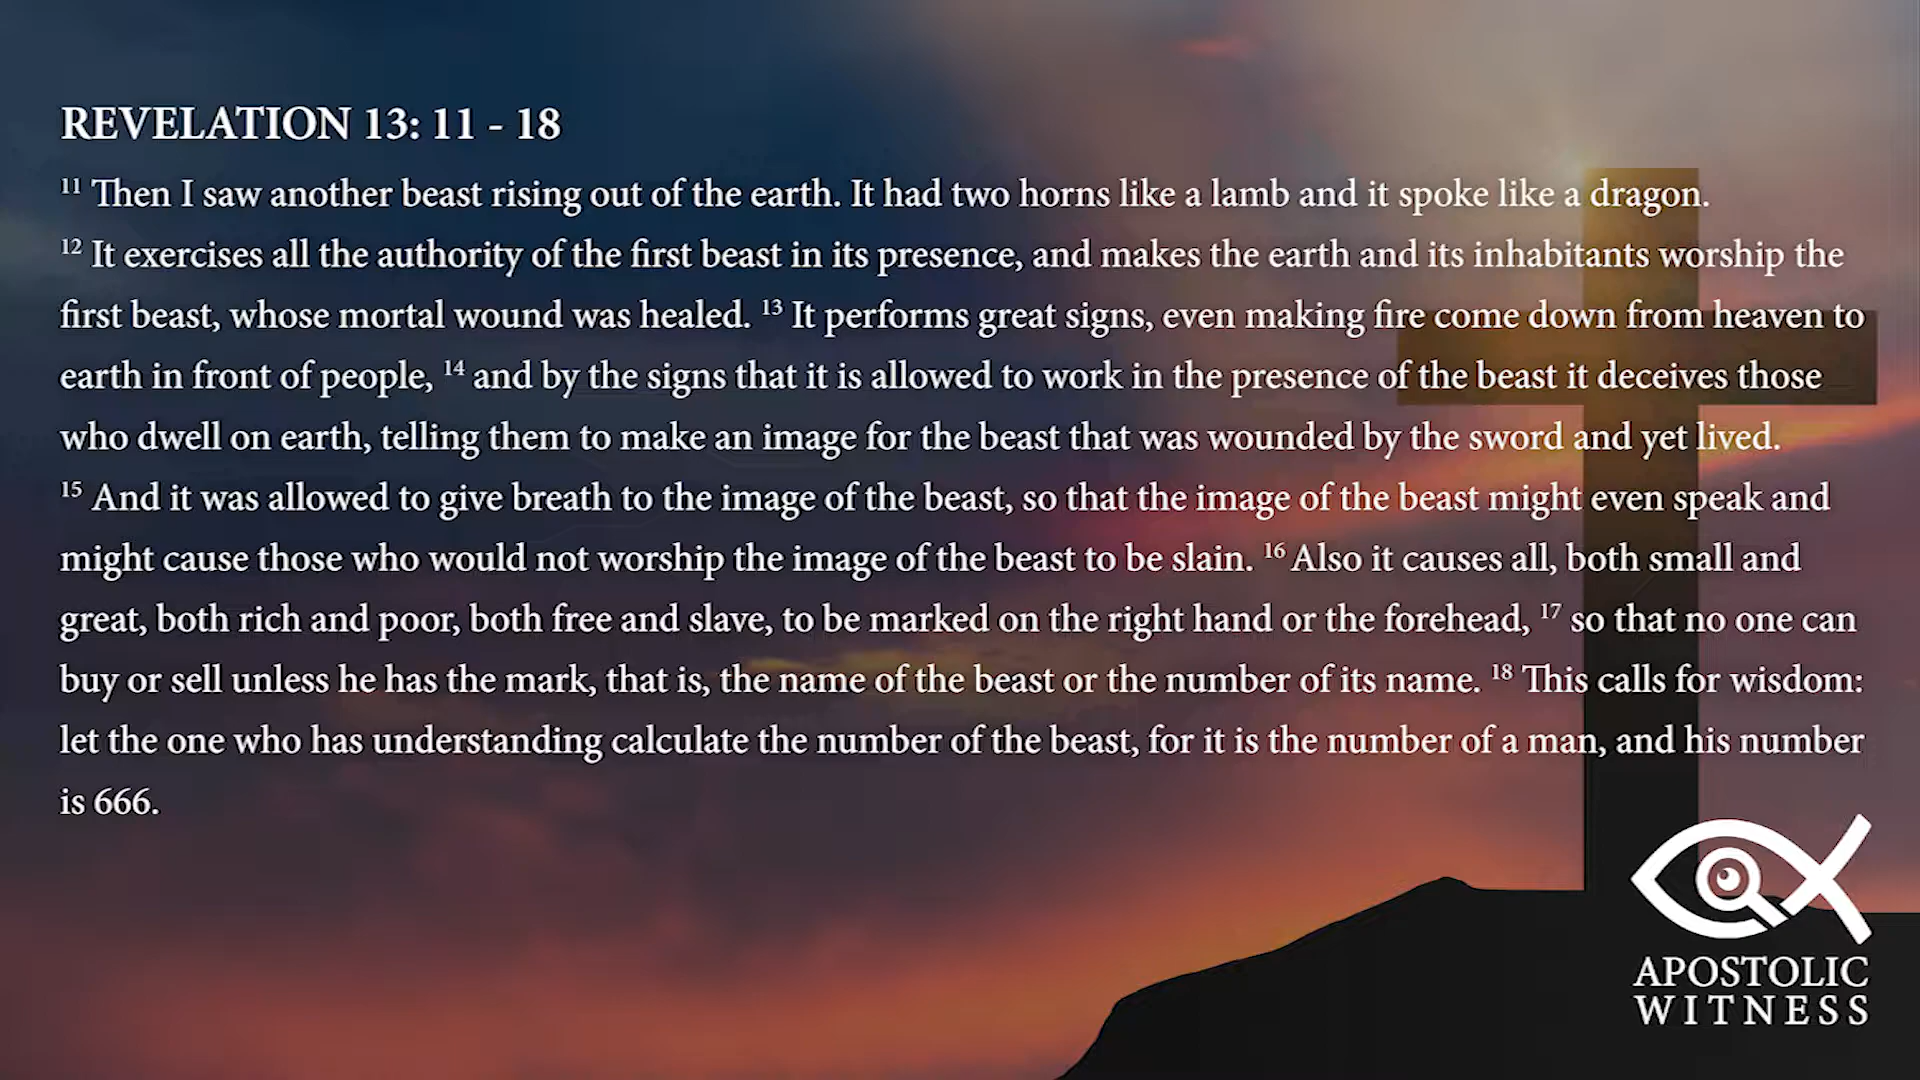 REVELATION 13: 11 - 18
11 Then I saw another beast rising out of the earth. It had two horns like a lamb and it spoke like a dragon.
12 It exercises all the authority of the first beast in its presence, and makes the earth and its inhabitants worship the
first beast, whose mortal wound was healed. 13 It performs great signs, even making fire come down from heaven to
earth in front of people, 14 and by the signs that it is allowed to work in the presence of the beast it deceives those
who dwell on earth, telling them to make an image for the beast that was wounded by the sword and yet lived.
15 And it was allowed to give breath to the image of the beast, so that the image of the beast might even speak and
might cause those who would not worship the image of the beast to be slain. 16 Also it causes all, both small and
great, both rich and poor, both free and slave, to be marked on the right hand or the forehead, 17 so that no one can
buy or sell unless he has the mark, that is, the name of the beast or the number of its name. 18 This calls for wisdom:
let the one who has understanding calculate the number of the beast, for it is the number of a man, and his number
is 666.
APOSTOLIC
WITNESS